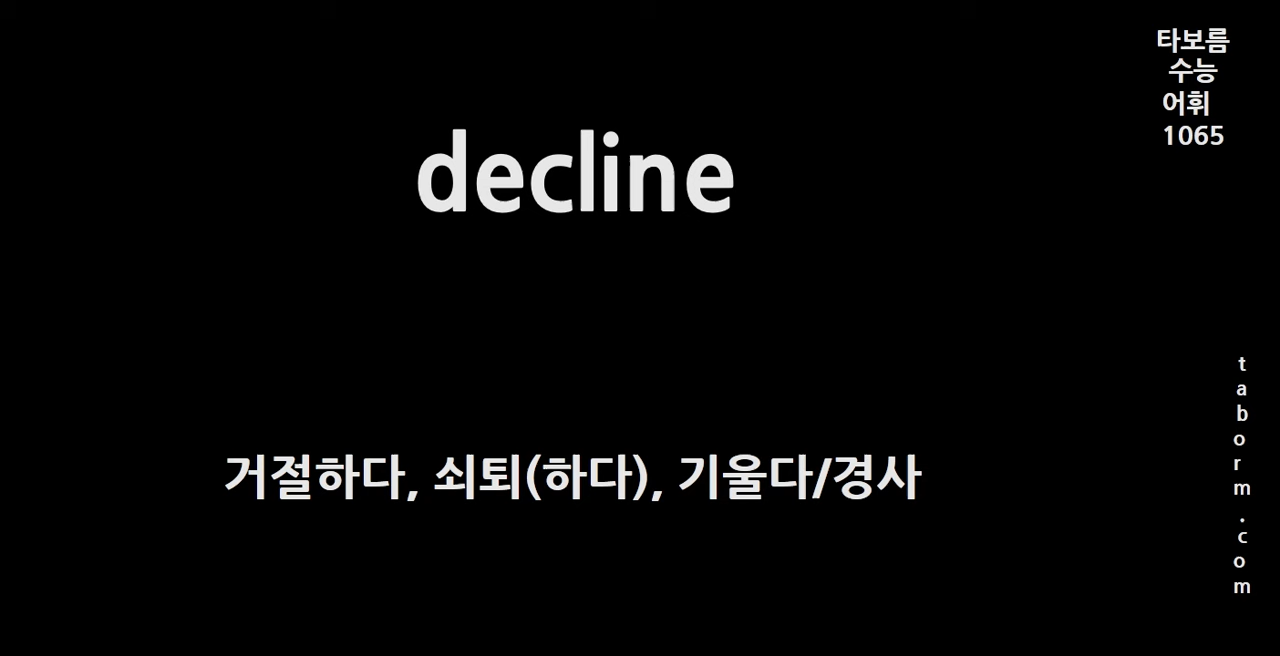 타보름
수능
어휘
1065
decline
거절하다, 쇠퇴(하다), 기울다/경사
taborm.com